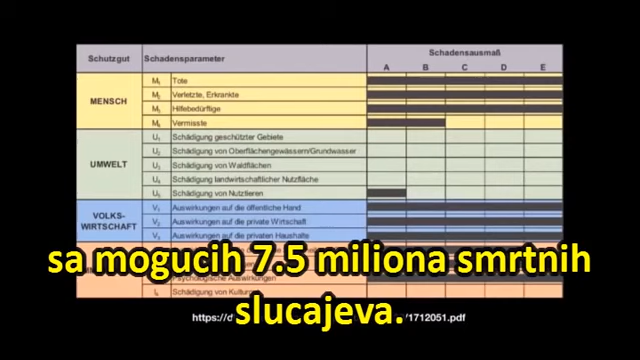 Schutzgut Schadensparameter Schadensausmaß
A B C D E
MENSCH
M₁ Tote
M₂ Verletzte, Erkrankte
M₃ Hilfebedürftige
M₄ Vermisste
UMWELT
U₁ Schädigung geschützter Gebiete
U₂ Schädigung von Oberflächengewässern/Grundwasser
U₃ Schädigung von Waldflächen
U₄ Schädigung landwirtschaftlicher Nutzfläche
U₅ Schädigung von Nutztieren
VOLKS-
WIRTSCHAFT
V₁ Auswirkungen auf die öffentliche Hand
V₂ Auswirkungen auf die private Wirtschaft
V₃ Auswirkungen auf die privaten Haushalte
sa mogucih 7.5 miliona smrtnih
Psychologische Auswirkungen
Schädigung von
slucajeva.
/1712051.pdf